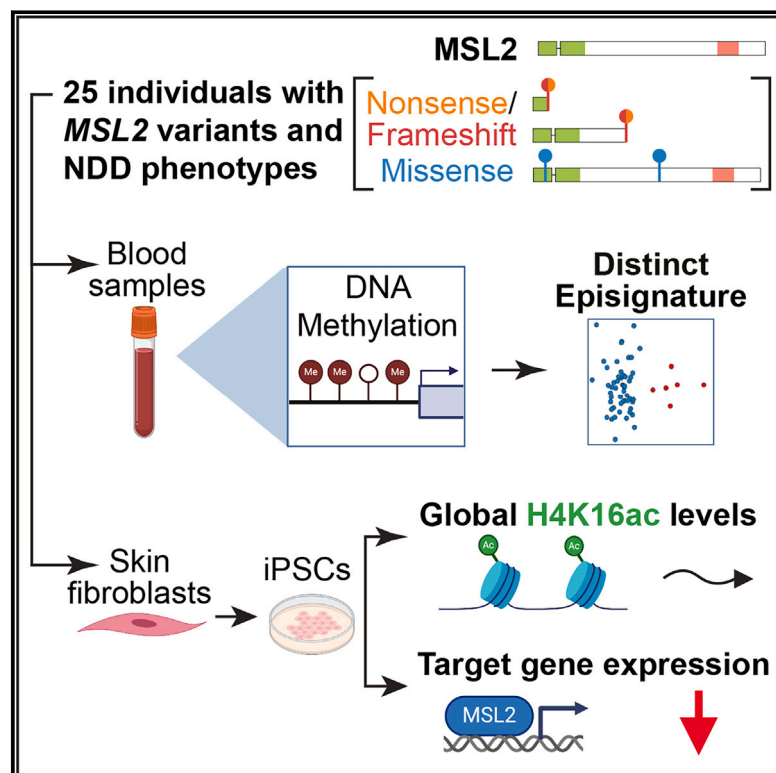 MSL2
25 individuals with
MSL2 variants and
NDD phenotypes
Nonsense/
Frameshift
Missense
Blood
samples
DNA
Methylation
Me Me Me
Distinct
Episignature
Skin
fibroblasts
iPSCs
Global H4K16ac levels
Ac Ac
Target gene expression
MSL2